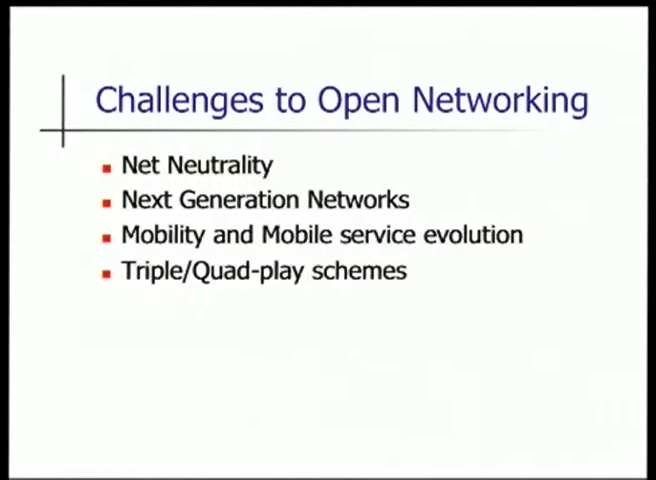 Challenges to Open Networking
Net Neutrality
Next Generation Networks
Mobility and Mobile service evolution
Triple/Quad-play schemes